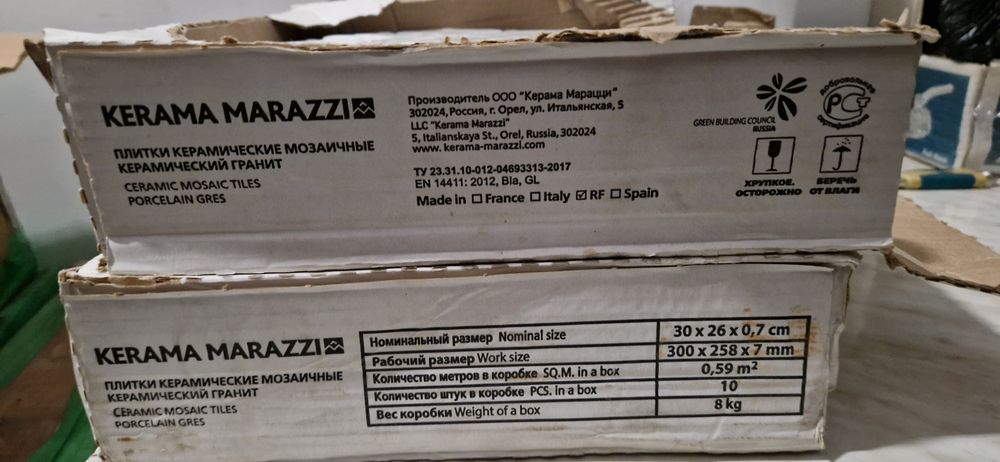 KERAMA MARAZZI
ПЛИТКИ КЕРАМИЧЕСКИЕ МОЗАИЧНЫЕ
КЕРАМИЧЕСКИЙ ГРАНИТ
CERAMIC MOSAIC TILES
PORCELAIN GRES
Производитель ООО "Керама Марацци"
302024, Россия, г. Орел, ул. Итальянская, 5
LLC "Kerama Marazzi"
5, Italianskaya St., Orel, Russia, 302024
www.kerama-marazzi.com
ТУ 23.31.10-012-04693313-2017
EN 14411: 2012, BIa, GL
Made in ☐ France ☐ Italy ☑ RF ☐ Spain
GREEN BUILDING COUNCIL
RUSSIA
добровольная
РСТ
сертификация
ХРУПКОЕ.
ОСТОРОЖНО
БЕРЕЧЬ
ОТ ВЛАГИ
KERAMA MARAZZI
ПЛИТКИ КЕРАМИЧЕСКИЕ МОЗАИЧНЫЕ
КЕРАМИЧЕСКИЙ ГРАНИТ
CERAMIC MOSAIC TILES
PORCELAIN GRES
Номинальный размер Nominal size 30 x 26 x 0,7 cm
Рабочий размер Work size 300 x 258 x 7 mm
Количество метров в коробке SQ.M. in a box 0,59 m²
Количество штук в коробке PCS. in a box 10
Вес коробки Weight of a box 8 kg